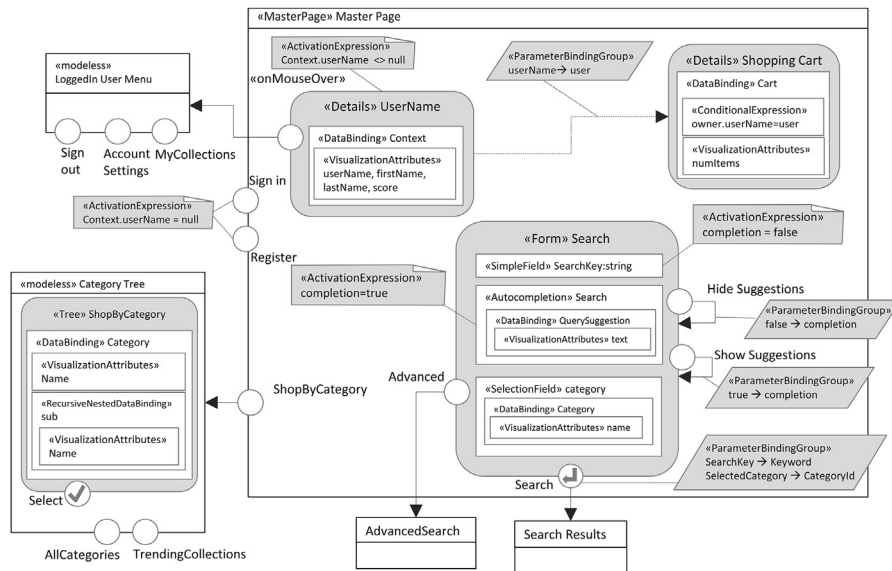 «MasterPage» Master Page
«ActivationExpression»
Context.userName <> null
«ParameterBindingGroup»
userName→ user
«Details» Shopping Cart
«DataBinding» Cart
«ConditionalExpression»
owner.userName=user
«VisualizationAttributes»
numItems
«modeless»
LoggedIn User Menu
Sign
out
Account
Settings
MyCollections
«onMouseOver»
«Details» UserName
«DataBinding» Context
«VisualizationAttributes»
userName, firstName,
lastName, score
Sign in
«ActivationExpression»
Context.userName = null
Register
«Form» Search
«SimpleField» SearchKey:string
«ActivationExpression»
completion = false
«ActivationExpression»
completion=true
«Autocompletion» Search
«DataBinding» QuerySuggestion
«VisualizationAttributes» text
Hide Suggestions
«ParameterBindingGroup»
false → completion
Show Suggestions
«ParameterBindingGroup»
true → completion
«SelectionField» category
«DataBinding» Category
«VisualizationAttributes» name
Advanced
Search
«ParameterBindingGroup»
SearchKey → Keyword
SelectedCategory → CategoryId
«modeless» Category Tree
«Tree» ShopByCategory
«DataBinding» Category
«VisualizationAttributes»
Name
«RecursiveNestedDataBinding»
sub
«VisualizationAttributes»
Name
Select
ShopByCategory
AllCategories
TrendingCollections
AdvancedSearch
Search Results